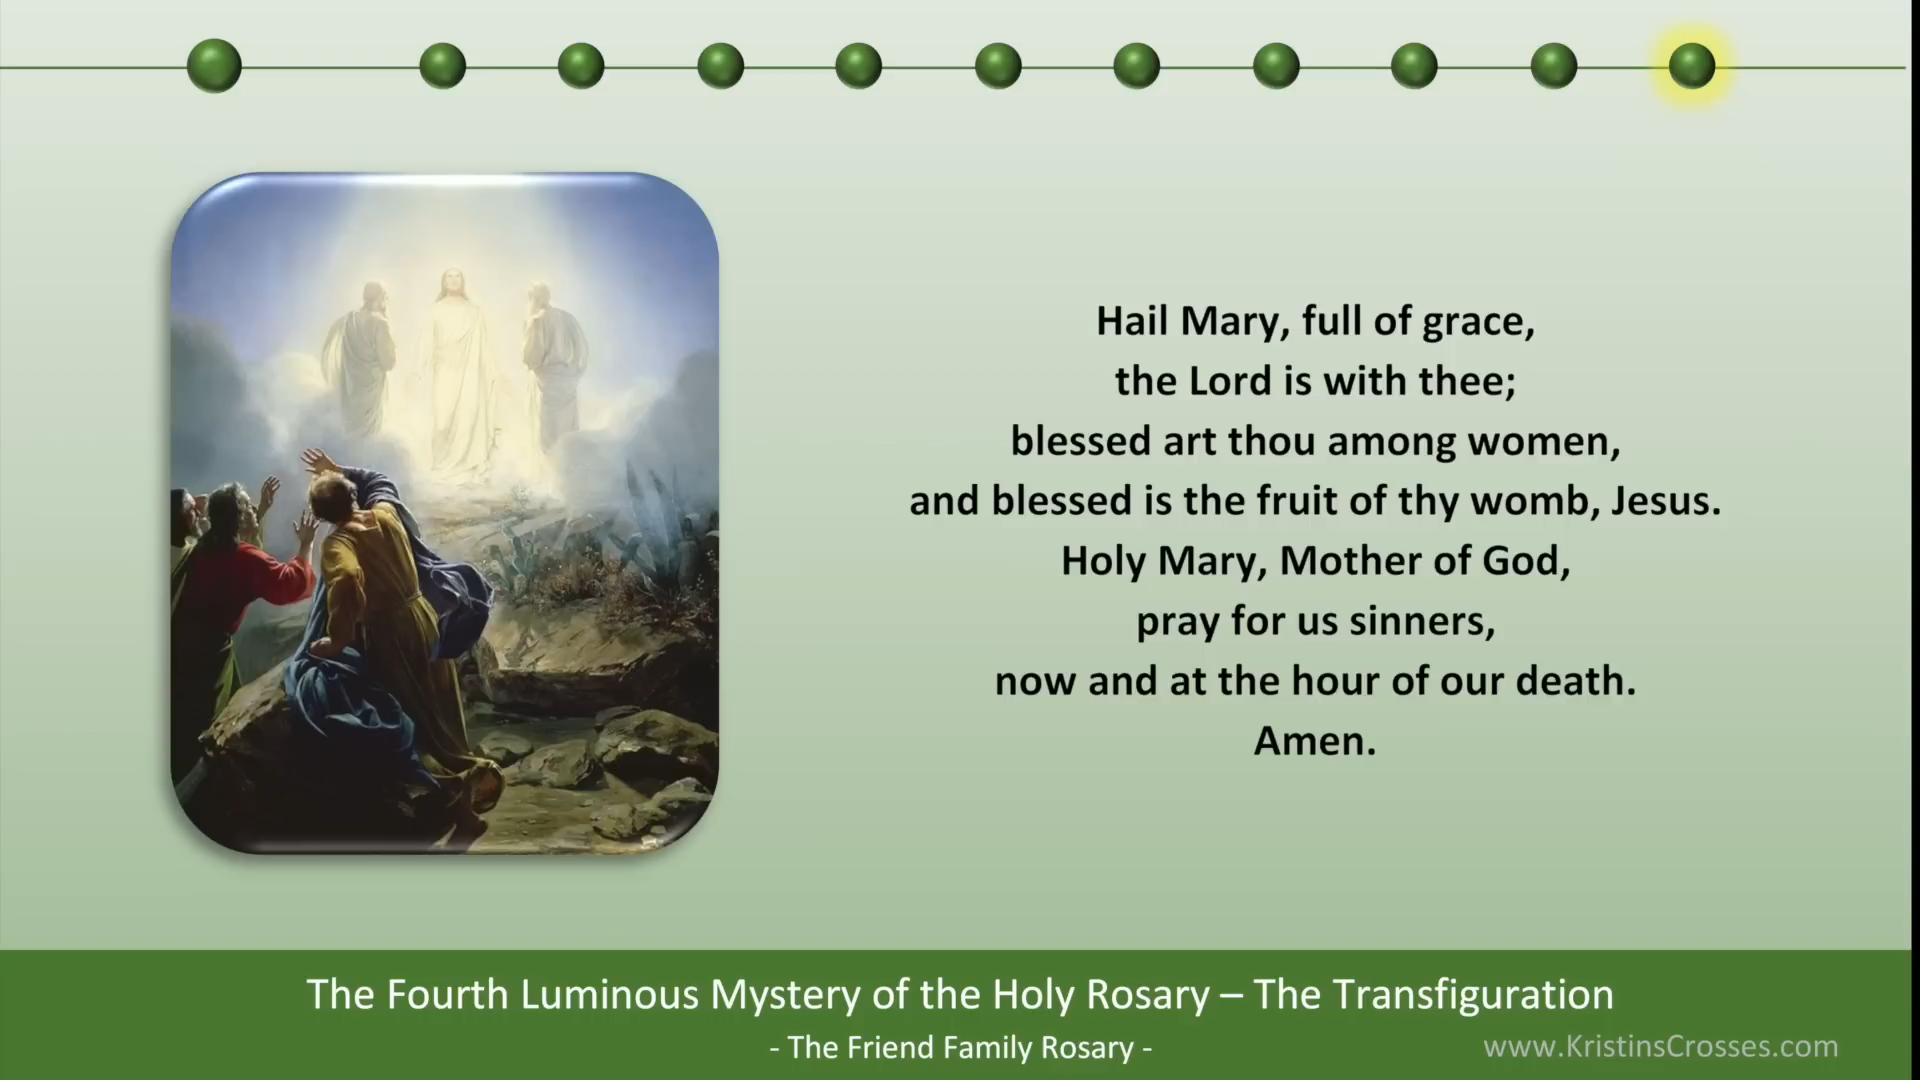 Hail Mary, full of grace,
the Lord is with thee;
blessed art thou among women,
and blessed is the fruit of thy womb, Jesus.
Holy Mary, Mother of God,
pray for us sinners,
now and at the hour of our death.
Amen.
The Fourth Luminous Mystery of the Holy Rosary – The Transfiguration
- The Friend Family Rosary -
www.KristinsCrosses.com